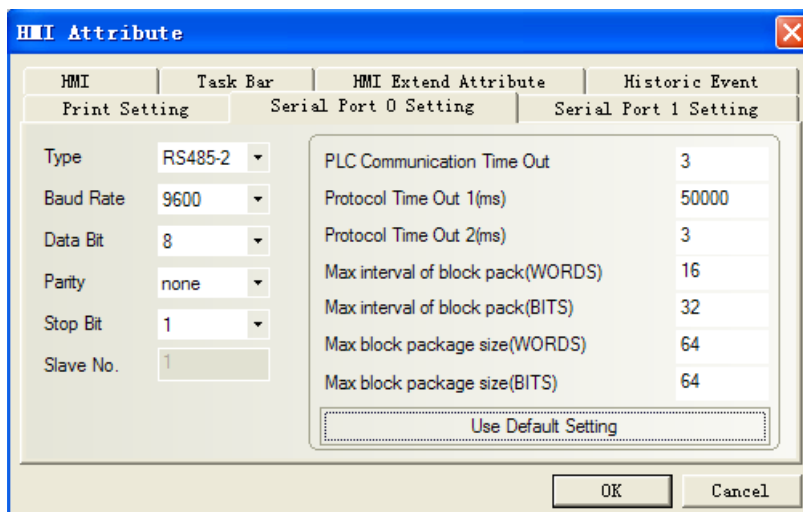 HMI Attribute
HMI
Task Bar
HMI Extend Attribute
Historic Event
Print Setting
Serial Port 0 Setting
Serial Port 1 Setting
Type
RS485-2
Baud Rate
9600
Data Bit
8
Parity
none
Stop Bit
1
Slave No.
1
PLC Communication Time Out
3
Protocol Time Out 1(ms)
50000
Protocol Time Out 2(ms)
3
Max interval of block pack(WORDS)
16
Max interval of block pack(BITS)
32
Max block package size(WORDS)
64
Max block package size(BITS)
64
Use Default Setting
OK
Cancel